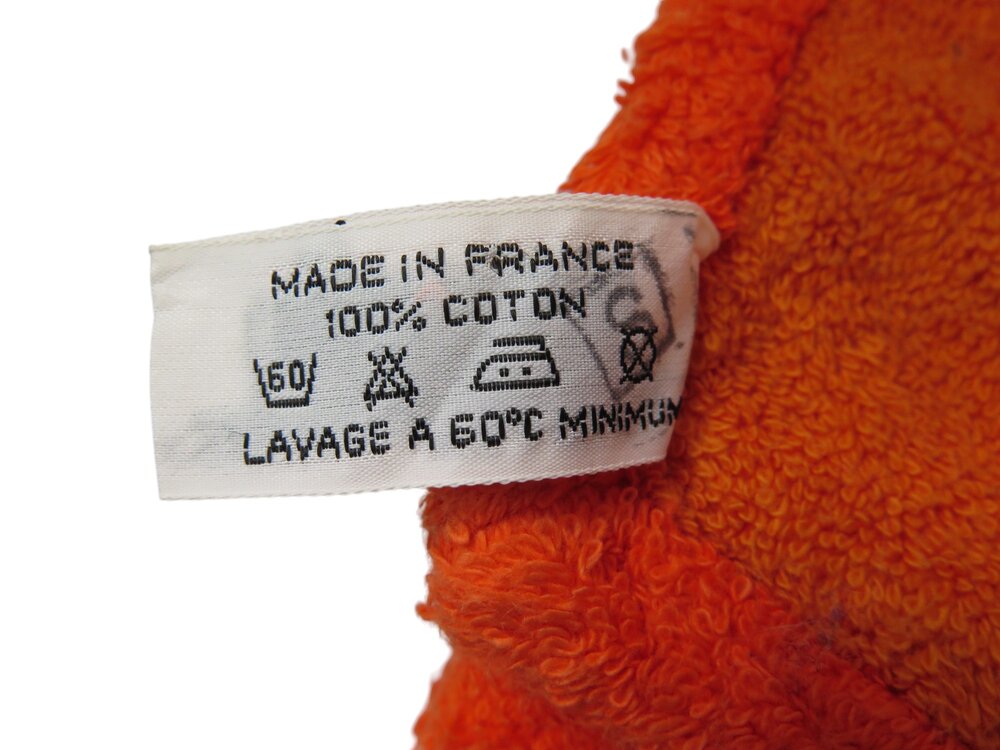 MADE IN FRANCE
100% COTON
60
LAVAGE A 60°C MINIMUM